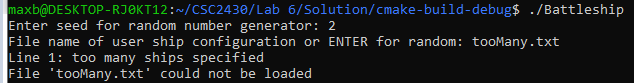 maxb@DESKTOP-RJ0KT12:~/CSC2430/Lab 6/Solution/cmake-build-debug$ ./Battleship
Enter seed for random number generator: 2
File name of user ship configuration or ENTER for random: tooMany.txt
Line 1: too many ships specified
File 'tooMany.txt' could not be loaded